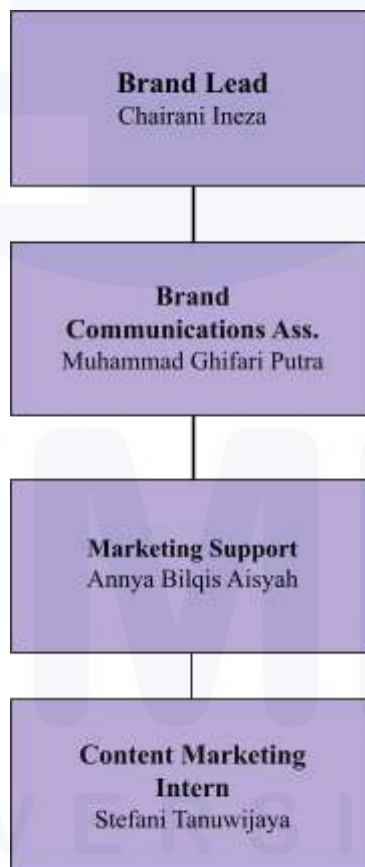 Brand Lead
Chairani Ineza
Brand
Communications Ass.
Muhammad Ghifari Putra
Marketing Support
Annya Bilqis Aisyah
Content Marketing
Intern
Stefani Tanuwijaya